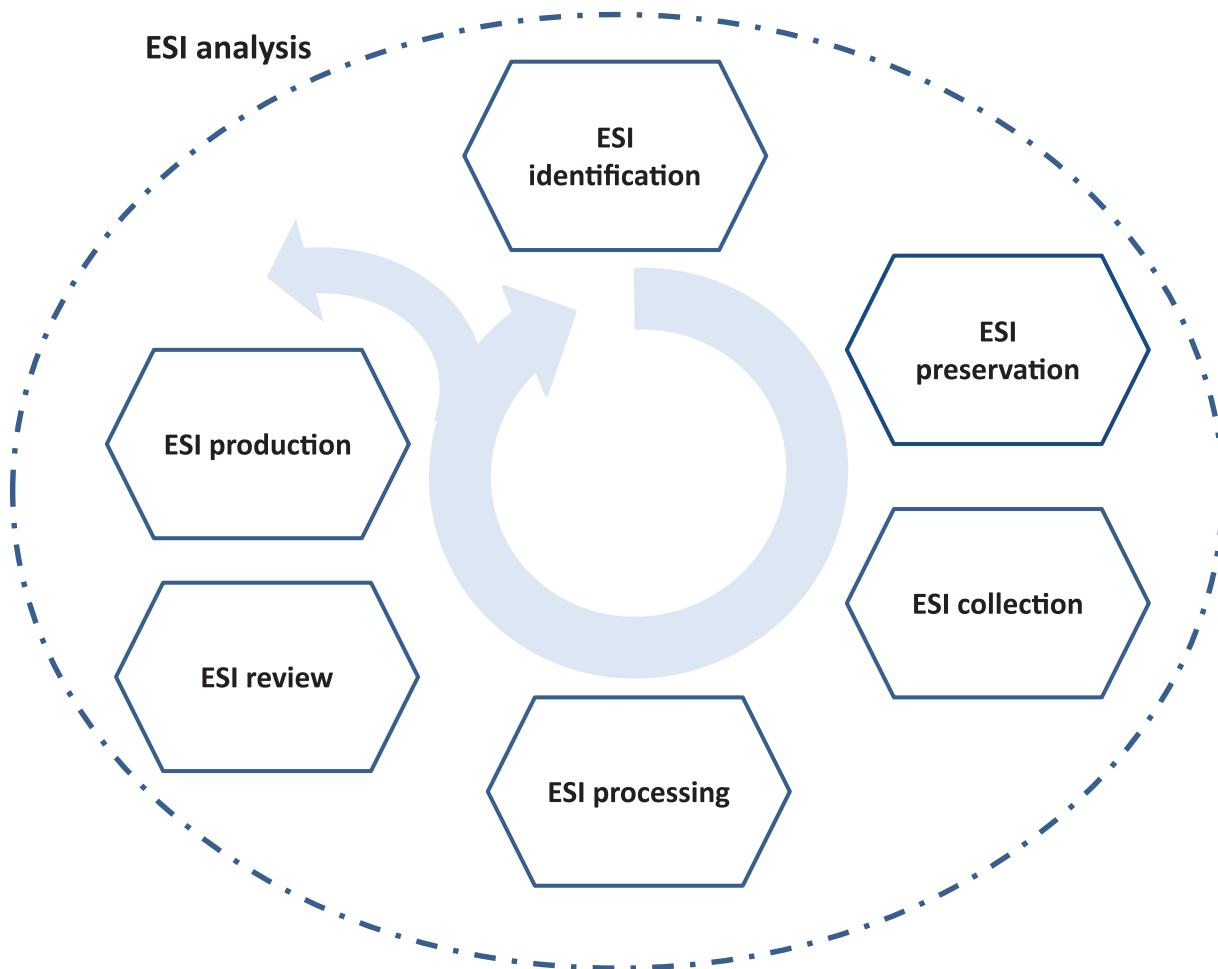 ESI analysis
ESI
identification
ESI
preservation
ESI production
ESI collection
ESI review
ESI processing